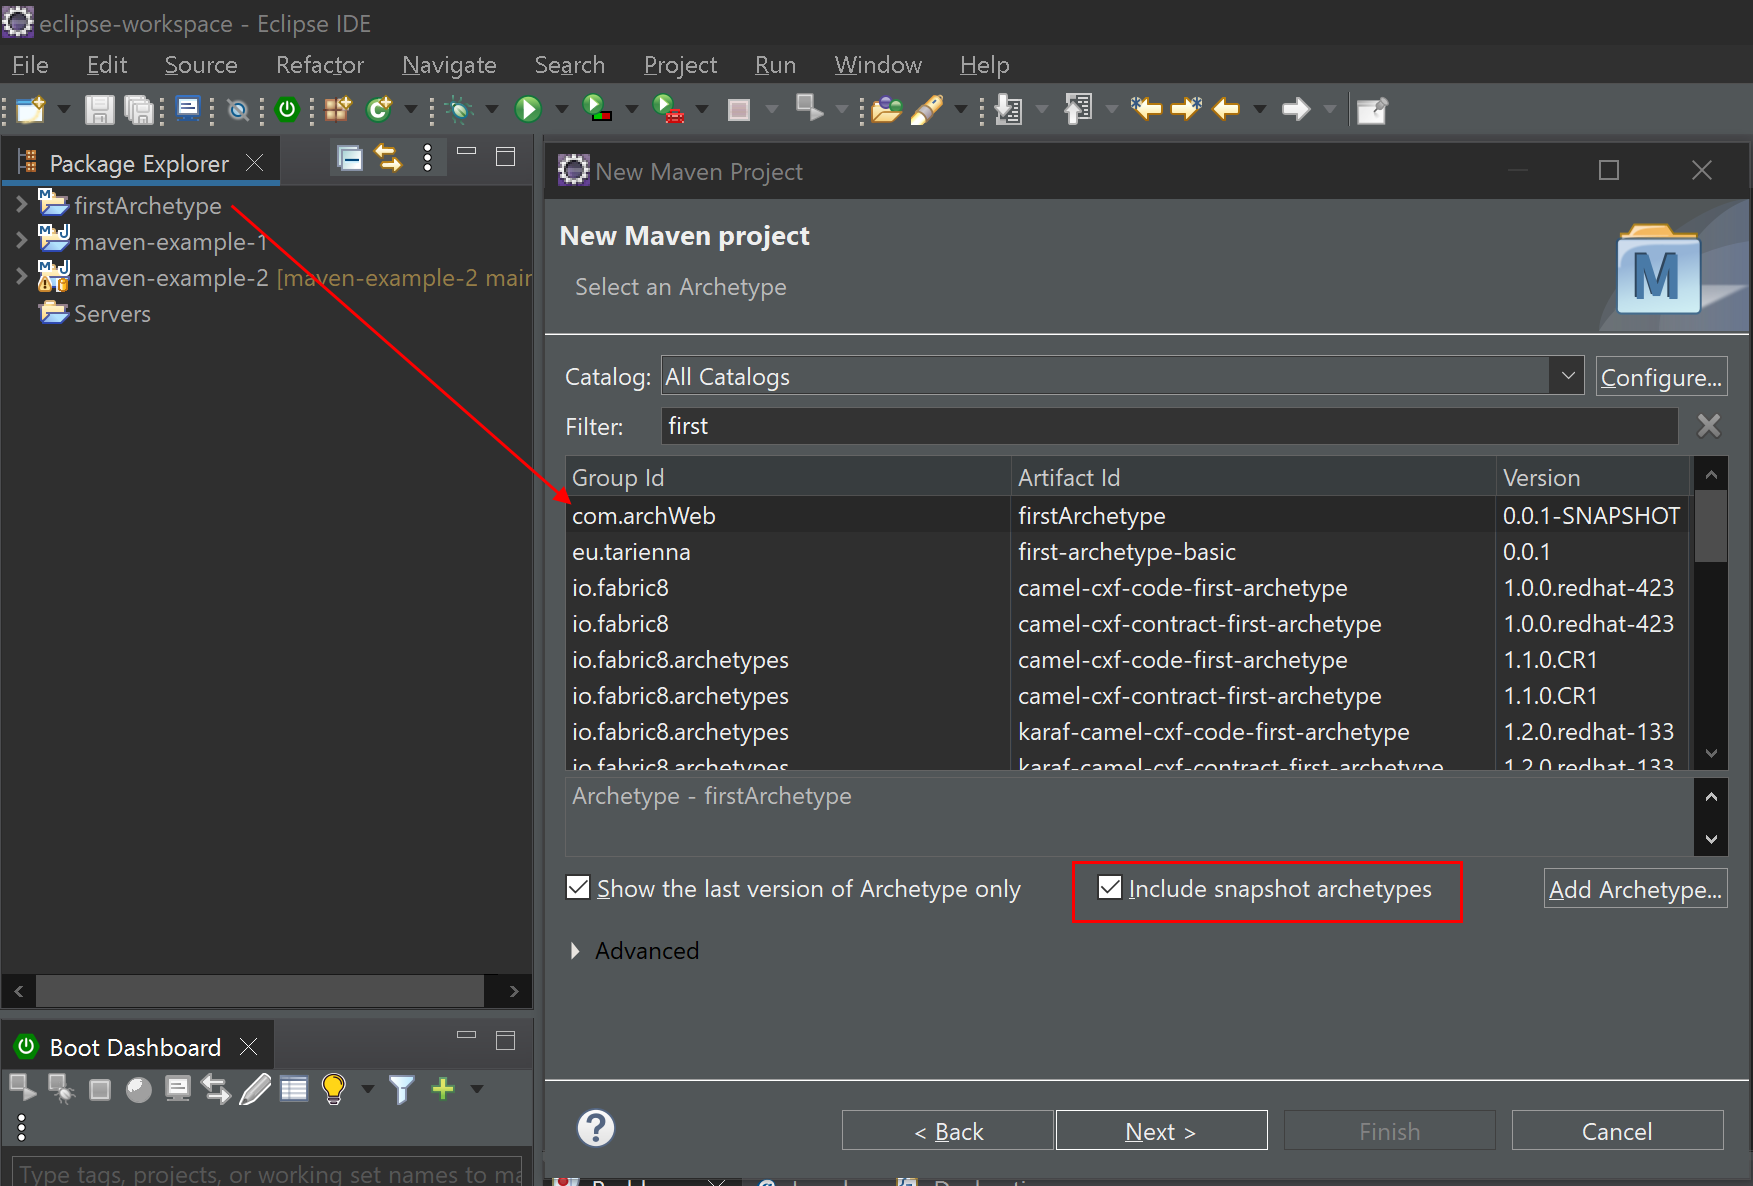 eclipse-workspace - Eclipse IDE
File Edit Source Refactor Navigate Search Project Run Window Help
Package Explorer
firstArchetype
maven-example-1
maven-example-2 [maven-example-2 main
Servers
Boot Dashboard
Type tags, projects, or working set names to ma
New Maven Project
New Maven project
Select an Archetype
M
Catalog: All Catalogs Configure...
Filter: first
Group Id Artifact Id Version
com.archWeb firstArchetype 0.0.1-SNAPSHOT
eu.tarienna first-archetype-basic 0.0.1
io.fabric8 camel-cxf-code-first-archetype 1.0.0.redhat-423
io.fabric8 camel-cxf-contract-first-archetype 1.0.0.redhat-423
io.fabric8.archetypes camel-cxf-code-first-archetype 1.1.0.CR1
io.fabric8.archetypes camel-cxf-contract-first-archetype 1.1.0.CR1
io.fabric8.archetypes karaf-camel-cxf-code-first-archetype 1.2.0.redhat-133
io.fabric8.archetypes karaf-camel-cxf-contract-first-archetype 1.2.0.redhat-133
Archetype - firstArchetype
Show the last version of Archetype only Include snapshot archetypes Add Archetype...
Advanced
? < Back Next > Finish Cancel